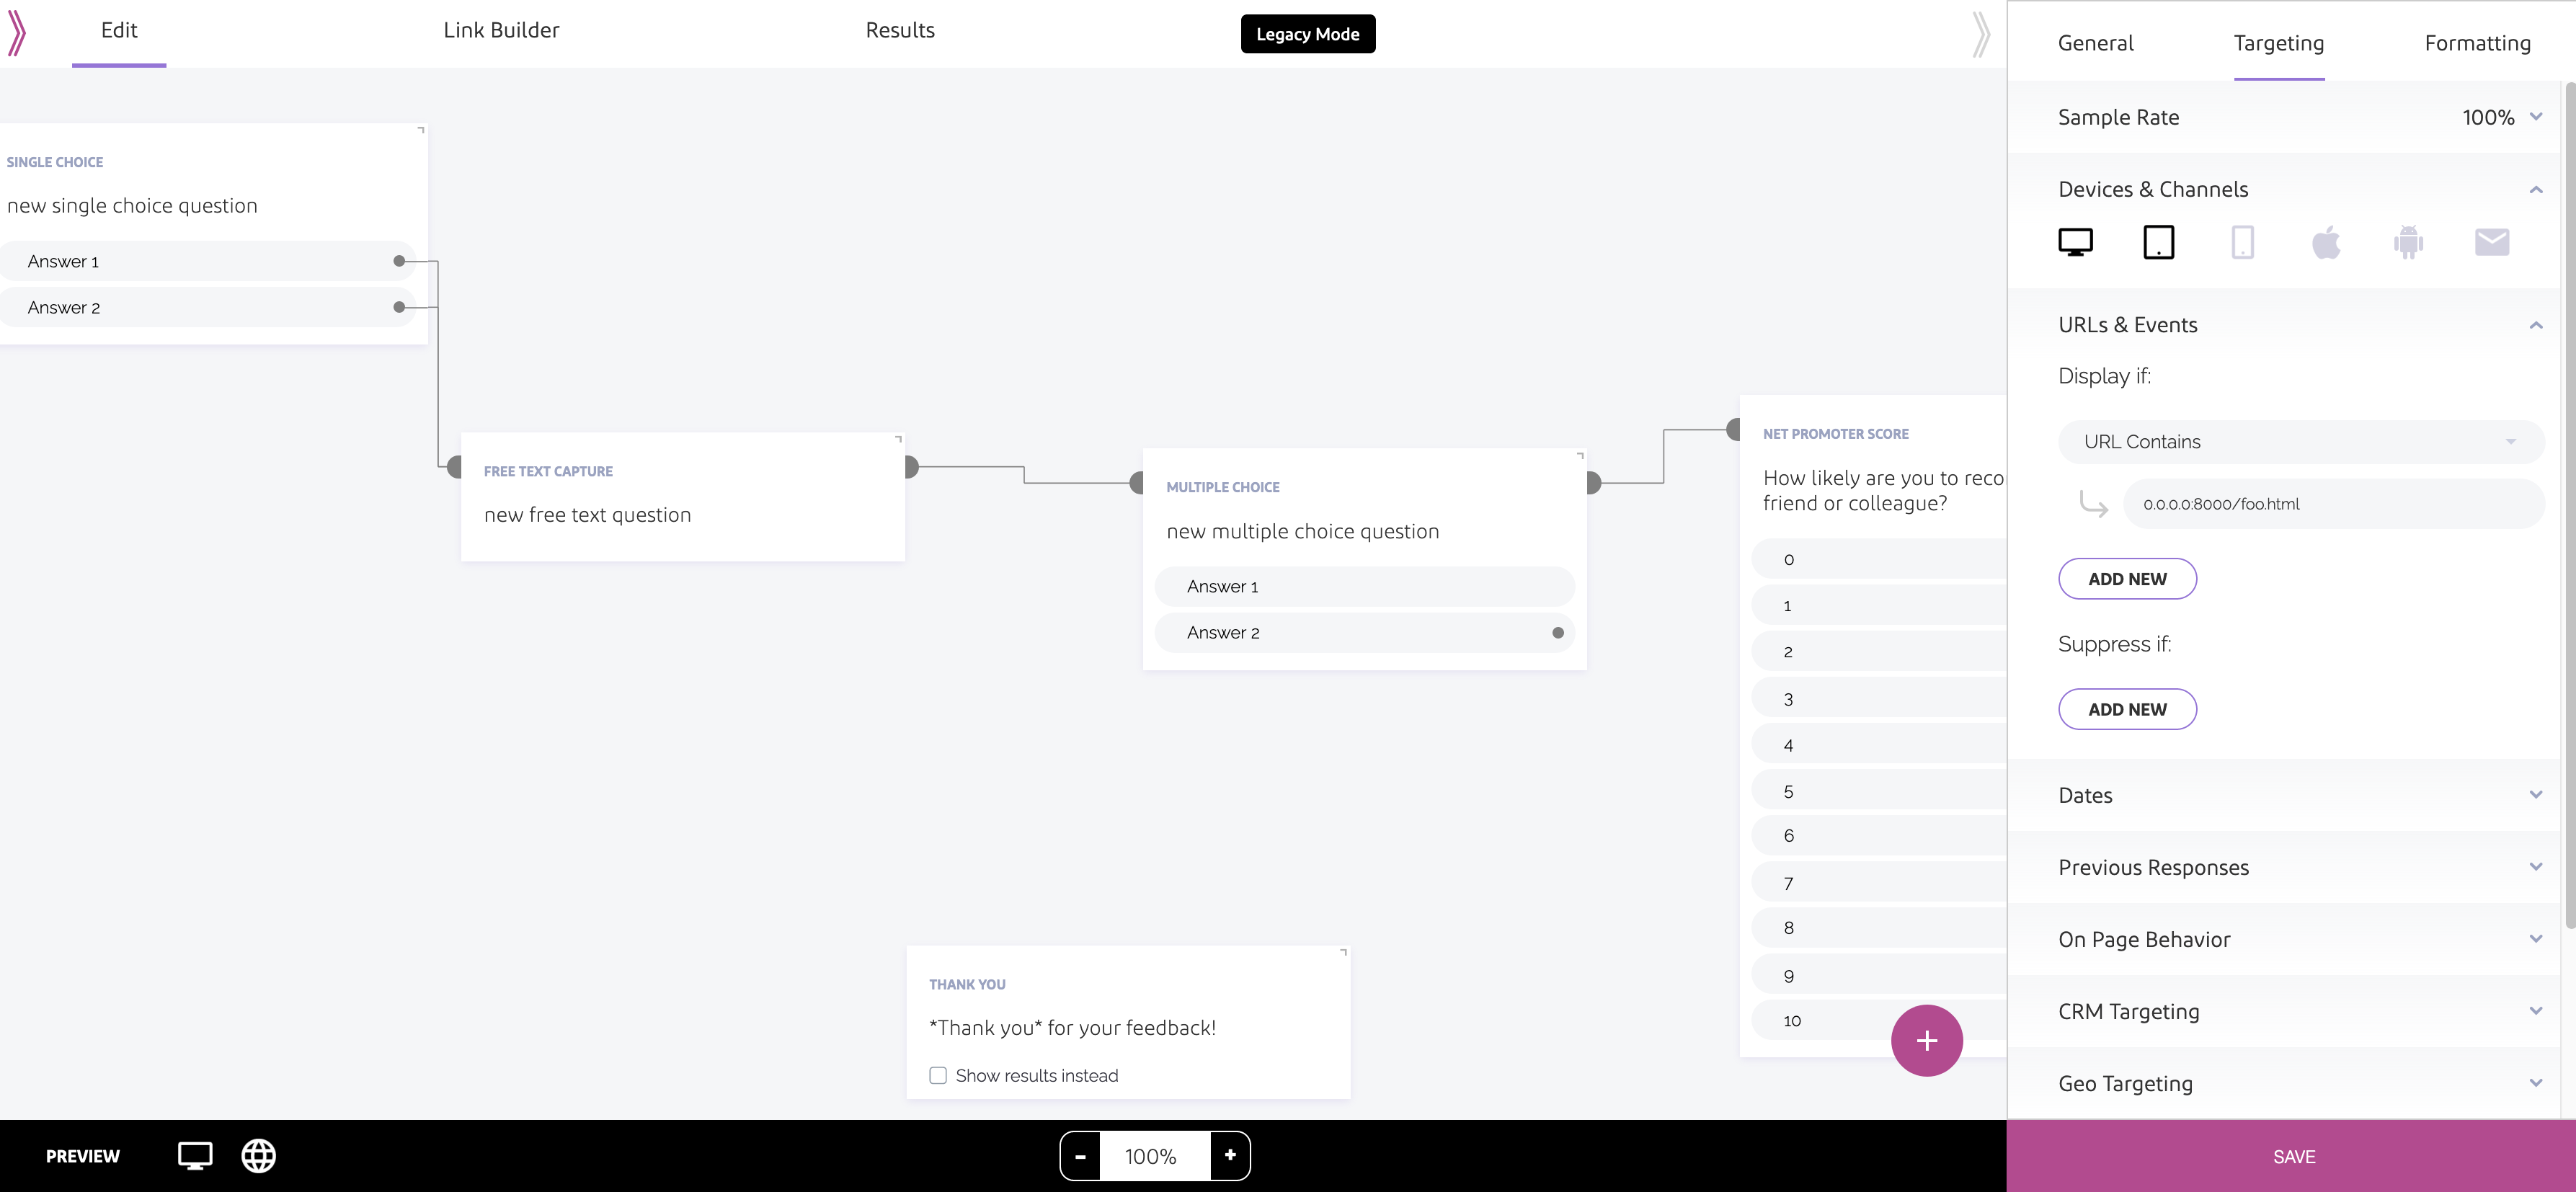 Edit
Link Builder
Results
Legacy Mode
General
Targeting
Formatting
SINGLE CHOICE
new single choice question
Answer 1
Answer 2
FREE TEXT CAPTURE
new free text question
MULTIPLE CHOICE
new multiple choice question
Answer 1
Answer 2
NET PROMOTER SCORE
How likely are you to reco
friend or colleague?
0
1
2
3
4
5
6
7
8
9
10
THANK YOU
*Thank you* for your feedback!
Show results instead
Sample Rate 100%
Devices & Channels
URLs & Events
Display if:
URL Contains
0.0.0.0:8000/foo.html
ADD NEW
Suppress if:
ADD NEW
Dates
Previous Responses
On Page Behavior
CRM Targeting
Geo Targeting
PREVIEW
- 100% +
SAVE